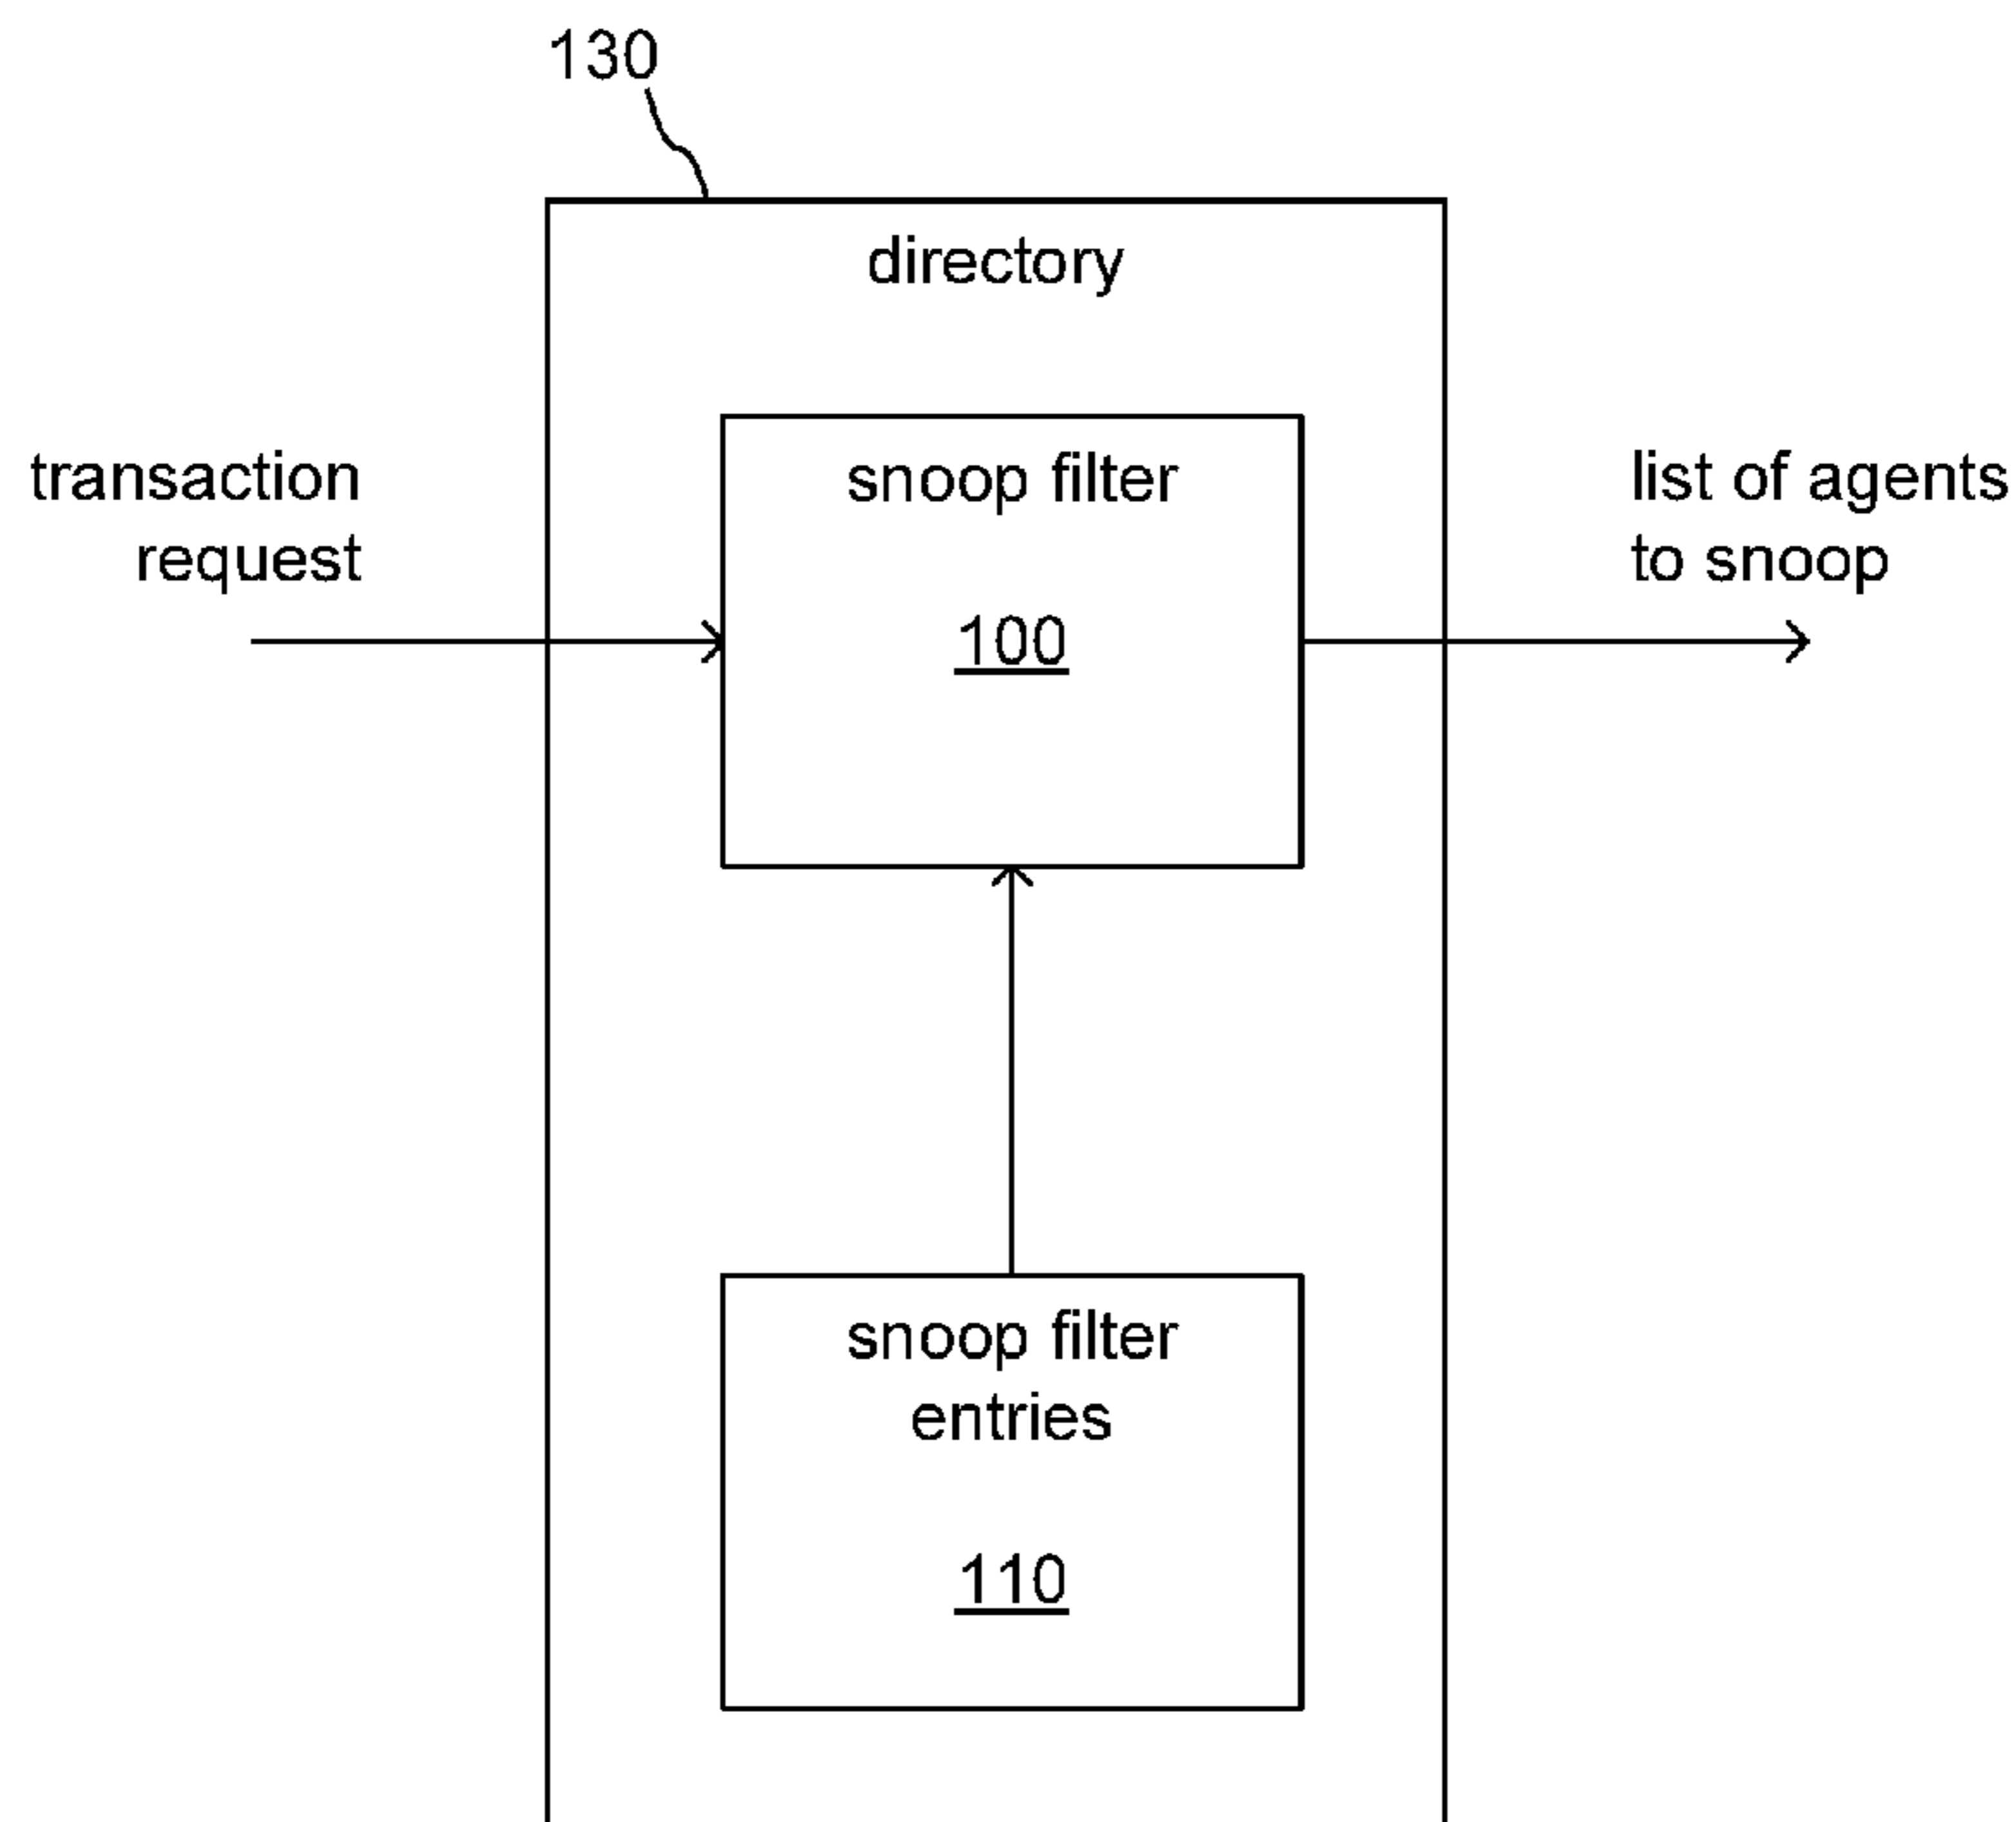 130
directory
transaction
request
snoop filter
100
list of agents
to snoop
snoop filter
entries
110